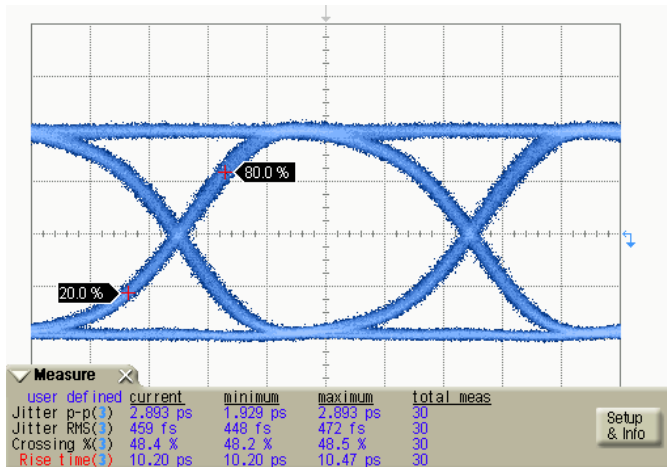 80.0 %
20.0 %
Measure
user defined current minimum maximum total meas
Jitter p-p(3) 2.893 ps 1.929 ps 2.893 ps 30
Jitter RMS(3) 459 fs 448 fs 472 fs 30
Crossing %(3) 48.4 % 48.2 % 48.5 % 30
Rise time(3) 10.20 ps 10.20 ps 10.47 ps 30
Setup
& Info